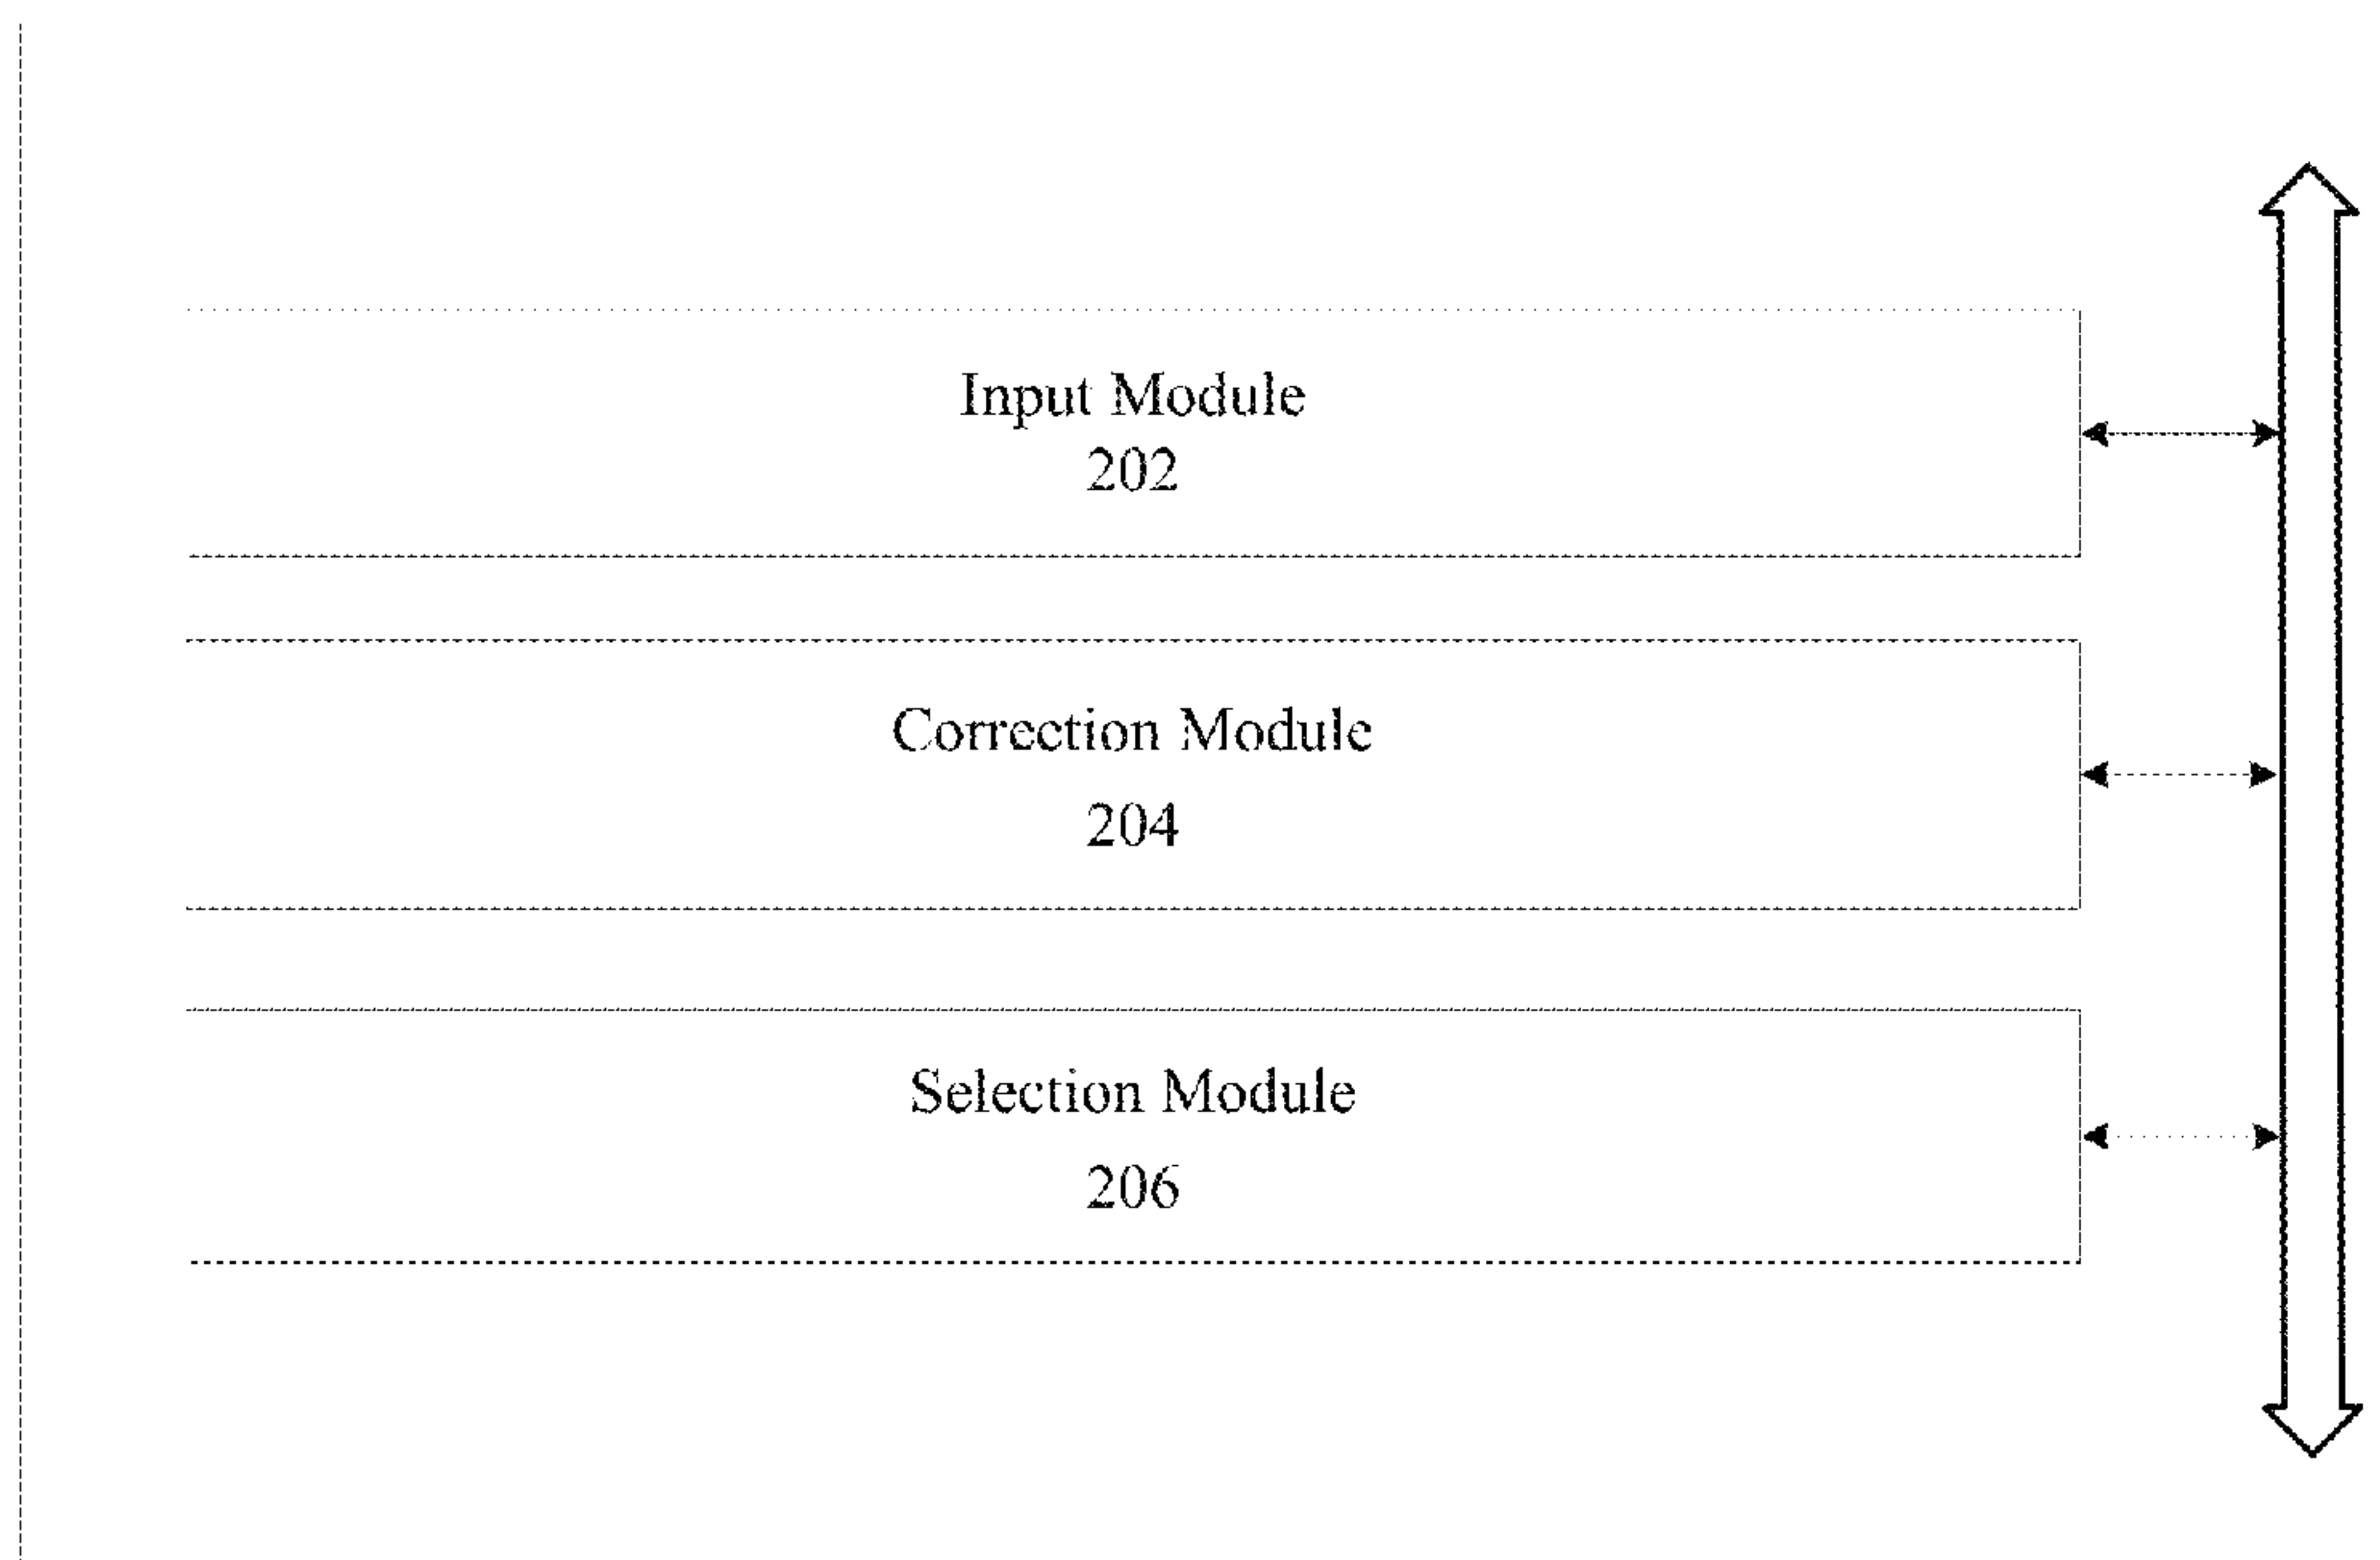 Input Module
202
Correction Module
204
Selection Module
206